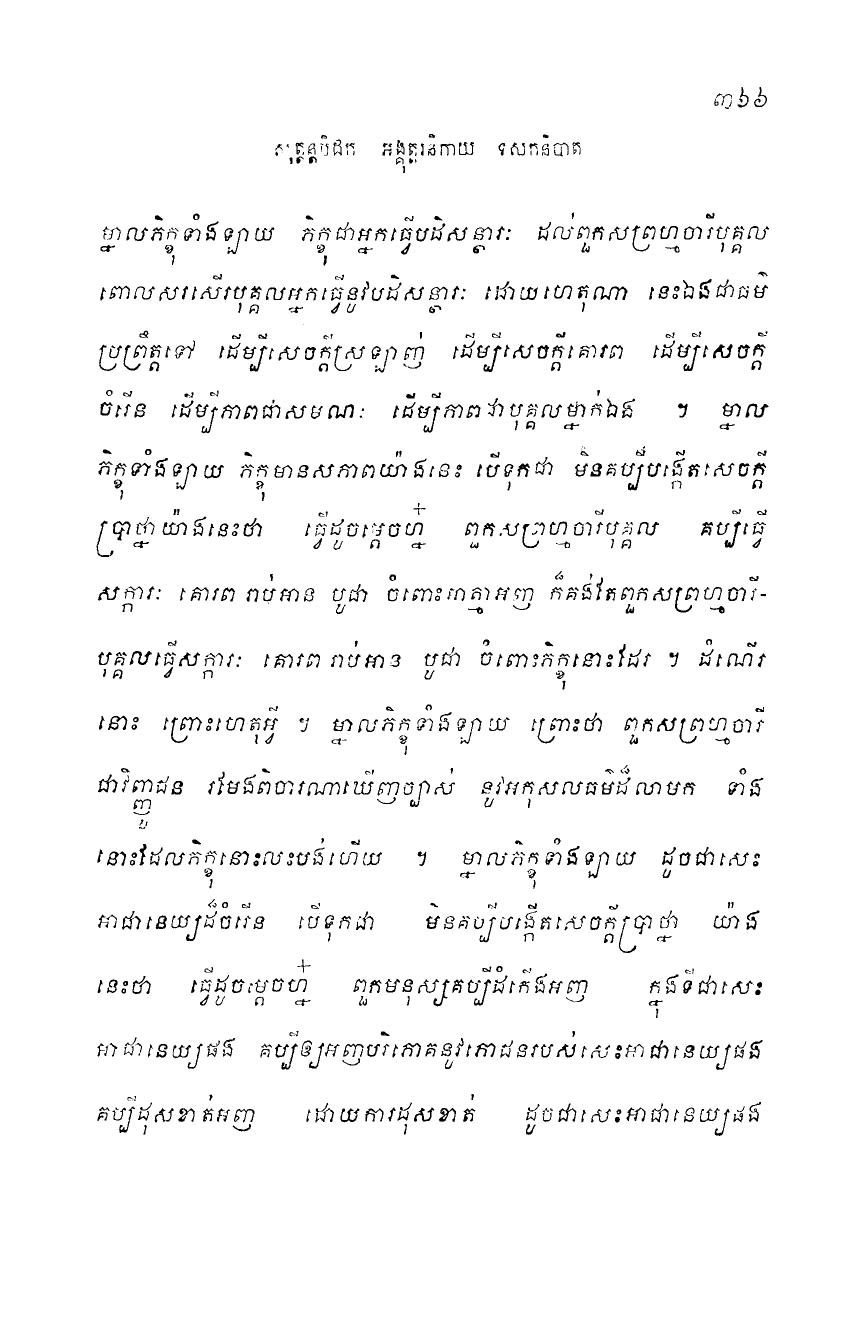 ៣៦៦
សុត្តន្តបិដក អង្គុត្តរនិកាយ ទសកនិបាត
ម្នាលភិក្ខុទាំងឡាយ ភិក្ខុជាអ្នកធ្វើបដិសន្ថារៈ ដល់ពួកសព្រហ្មចារីបុគ្គល
ពោលសរសើរបុគ្គលអ្នកធ្វើនូវបដិសន្ថារៈ ដោយហេតុណា នេះឯងជាធម៌
ប្រព្រឹត្តទៅ ដើម្បីសេចក្តីស្រឡាញ់ ដើម្បីសេចក្តីគោរព ដើម្បីសេចក្តី
ចំរើន ដើម្បីភាពជាសមណៈ ដើម្បីភាពជាបុគ្គលម្នាក់ឯង ។ ម្នាល
ភិក្ខុទាំងឡាយ ភិក្ខុមានសភាពយ៉ាងនេះ បើទុកជា មិនគប្បីបង្កើតសេចក្តី
ប្រាថ្នាយ៉ាងនេះថា ធ្វើដូចម្តេចហ្ន៎ ពួកសព្រហ្មចារីបុគ្គល គប្បីធ្វើ
សក្ការៈ គោរព រាប់អាន បូជា ចំពោះអាត្មាអញ ក៏គង់តែពួកសព្រហ្មចារី-
បុគ្គលធ្វើសក្ការៈ គោរព រាប់អាន បូជា ចំពោះភិក្ខុនោះដែរ ។ ដំណើរ
នោះ ព្រោះហេតុអ្វី ។ ម្នាលភិក្ខុទាំងឡាយ ព្រោះថា ពួកសព្រហ្មចារី
ជាវិញ្ញូជន រមែងពិចារណាឃើញច្បាស់ នូវអកុសលធម៌ដ៏លាមក ទាំង
នោះដែលភិក្ខុនោះលះបង់ហើយ ។ ម្នាលភិក្ខុទាំងឡាយ ដូចជាសេះ
អាជានេយ្យដ៏ចំរើន បើទុកជា មិនគប្បីបង្កើតសេចក្តីប្រាថ្នា យ៉ាង
នេះថា ធ្វើដូចម្តេចហ្ន៎ ពួកមនុស្សគប្បីដំកើងអញ ក្នុងទីជាសេះ
អាជានេយ្យផង គប្បីឲ្យអញបរិភោគនូវភោជនរបស់សេះអាជានេយ្យផង
គប្បីដុសខាត់អញ ដោយការដុសខាត់ ដូចជាសេះអាជានេយ្យផង